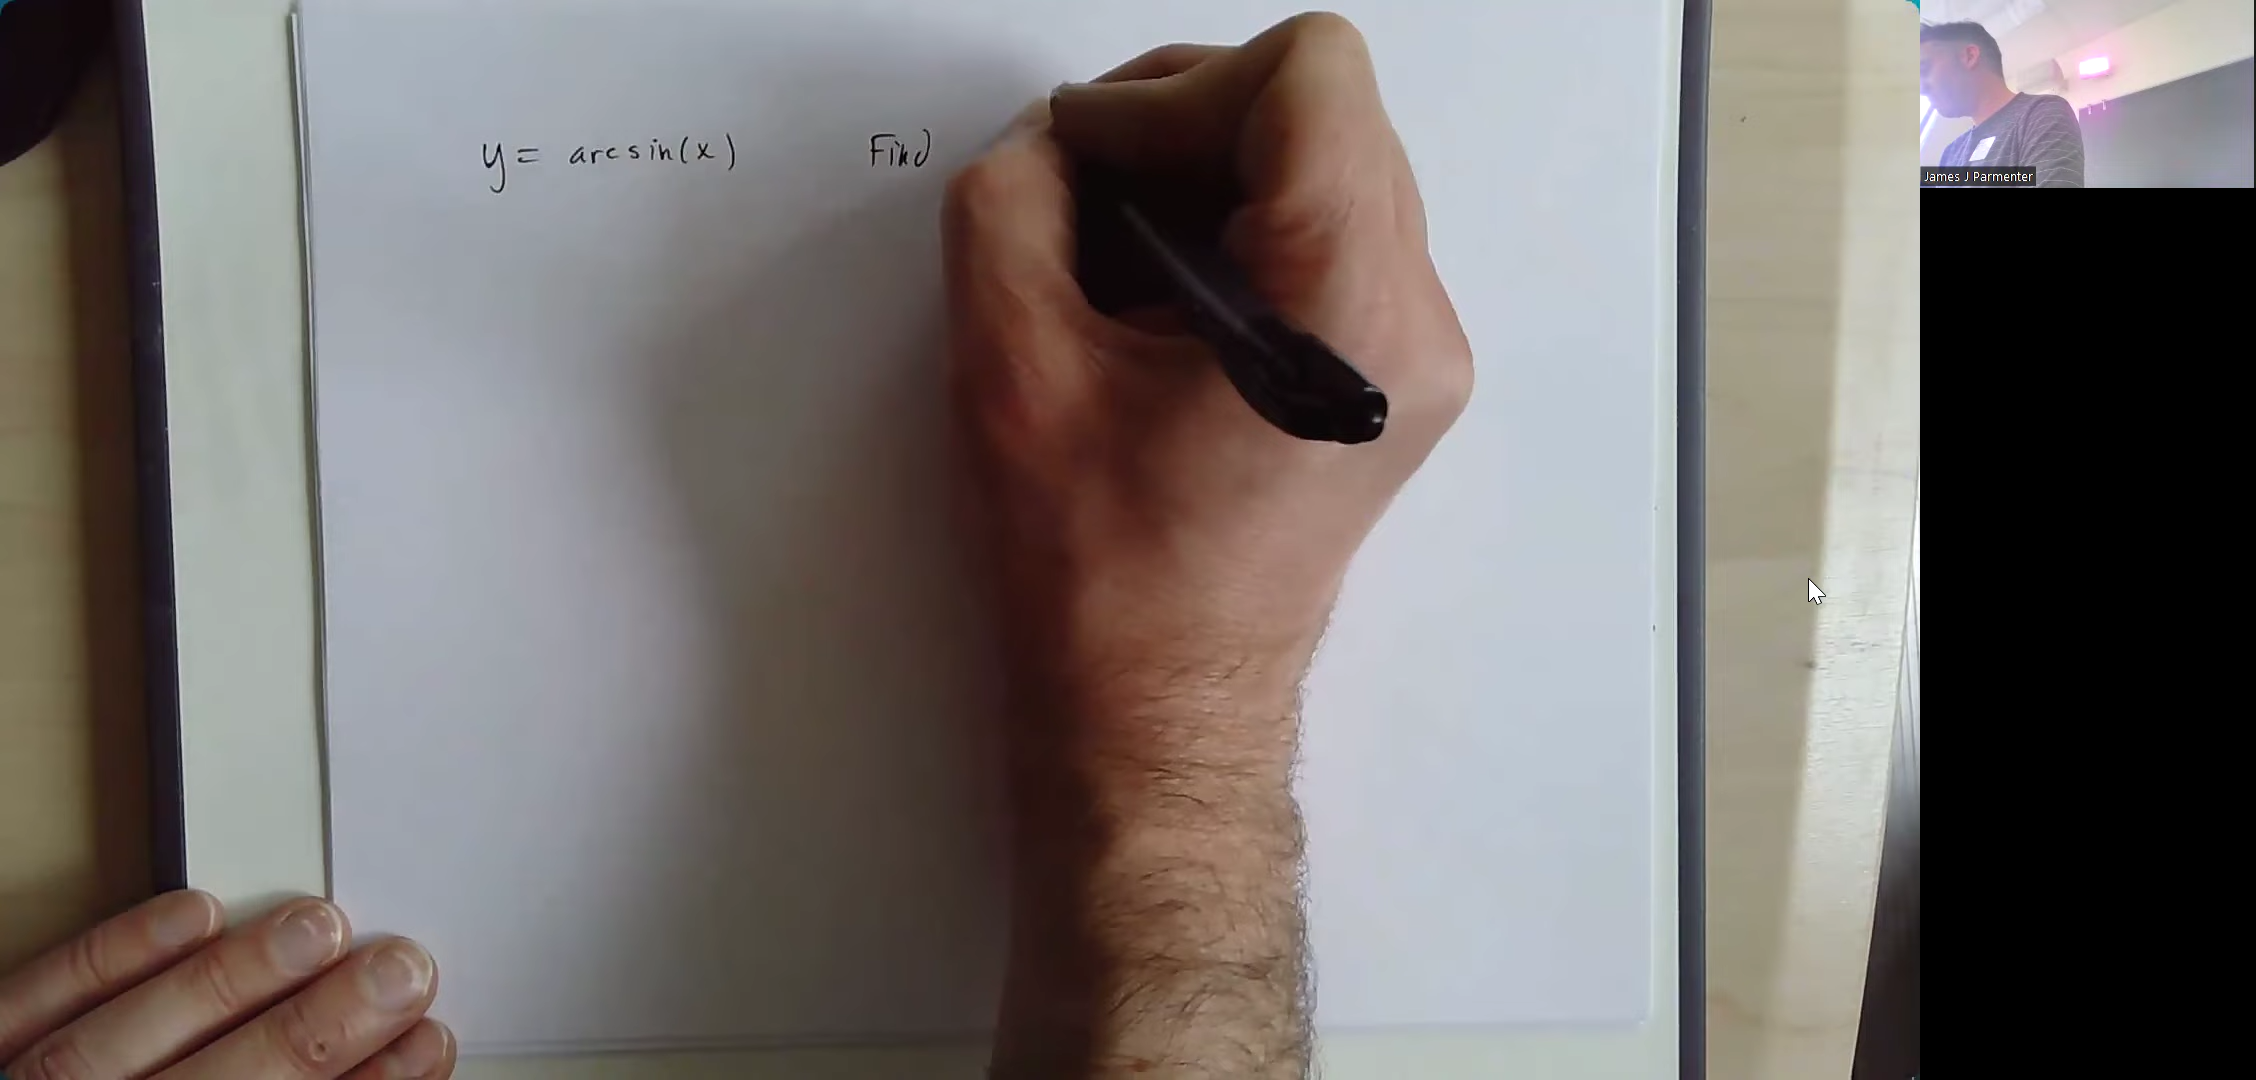 y = arcsin(x) Find
James J Parmenter